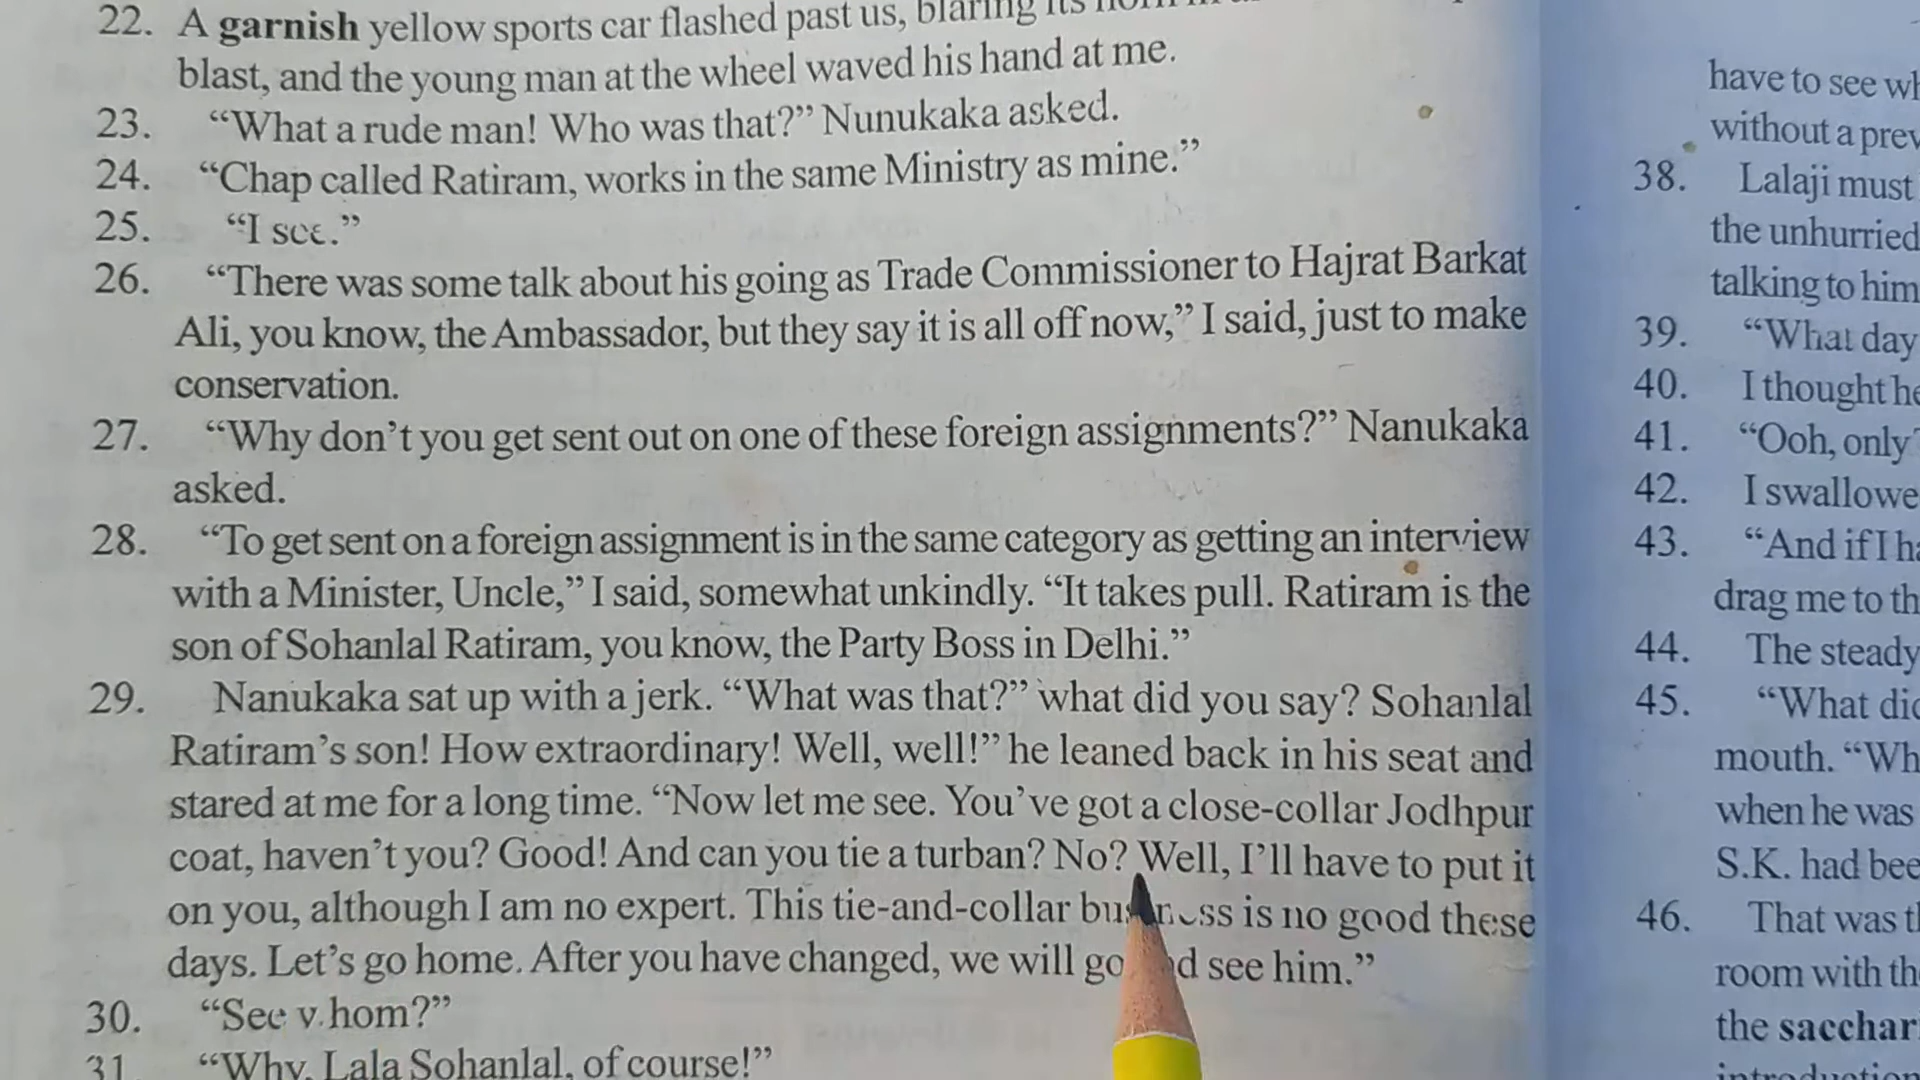 22. A garnish yellow sports car flashed past us, blaring its
blast, and the young man at the wheel waved his hand at me.
23. “What a rude man! Who was that?” Nunukaka asked.
24. “Chap called Ratiram, works in the same Ministry as mine.”
25. “I see.”
26. “There was some talk about his going as Trade Commissioner to Hajrat Barkat
Ali, you know, the Ambassador, but they say it is all off now,” I said, just to make
conservation.
27. “Why don’t you get sent out on one of these foreign assignments?” Nanukaka
asked.
28. “To get sent on a foreign assignment is in the same category as getting an interview
with a Minister, Uncle,” I said, somewhat unkindly. “It takes pull. Ratiram is the
son of Sohanlal Ratiram, you know, the Party Boss in Delhi.”
29. Nanukaka sat up with a jerk. “What was that?” what did you say? Sohanlal
Ratiram’s son! How extraordinary! Well, well!” he leaned back in his seat and
stared at me for a long time. “Now let me see. You’ve got a close-collar Jodhpur
coat, haven’t you? Good! And can you tie a turban? No? Well, I’ll have to put it
on you, although I am no expert. This tie-and-collar business is no good these
days. Let’s go home. After you have changed, we will go and see him.”
30. “See whom?”
31. “Why, Lala Sohanlal, of course!”
have to see
without a
38. Lalaji must
the unhurried
talking to him
39. “What day
40. I thought
41. “Ooh, only
42. I
43. “And if I
drag me to
44. The steady
45. “What
mouth.
when he was
S.K. had
46. That was
room with
the